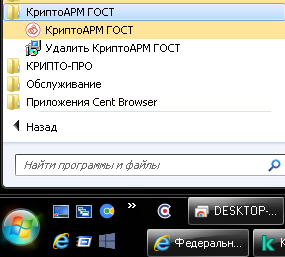 КриптоАРМ ГОСТ
КриптоАРМ ГОСТ
Удалить КриптоАРМ ГОСТ
КРИПТО-ПРО
Обслуживание
Приложения Cent Browser
Назад
Найти программы и файлы
»
DESKTOP-...
Федеральн...
К